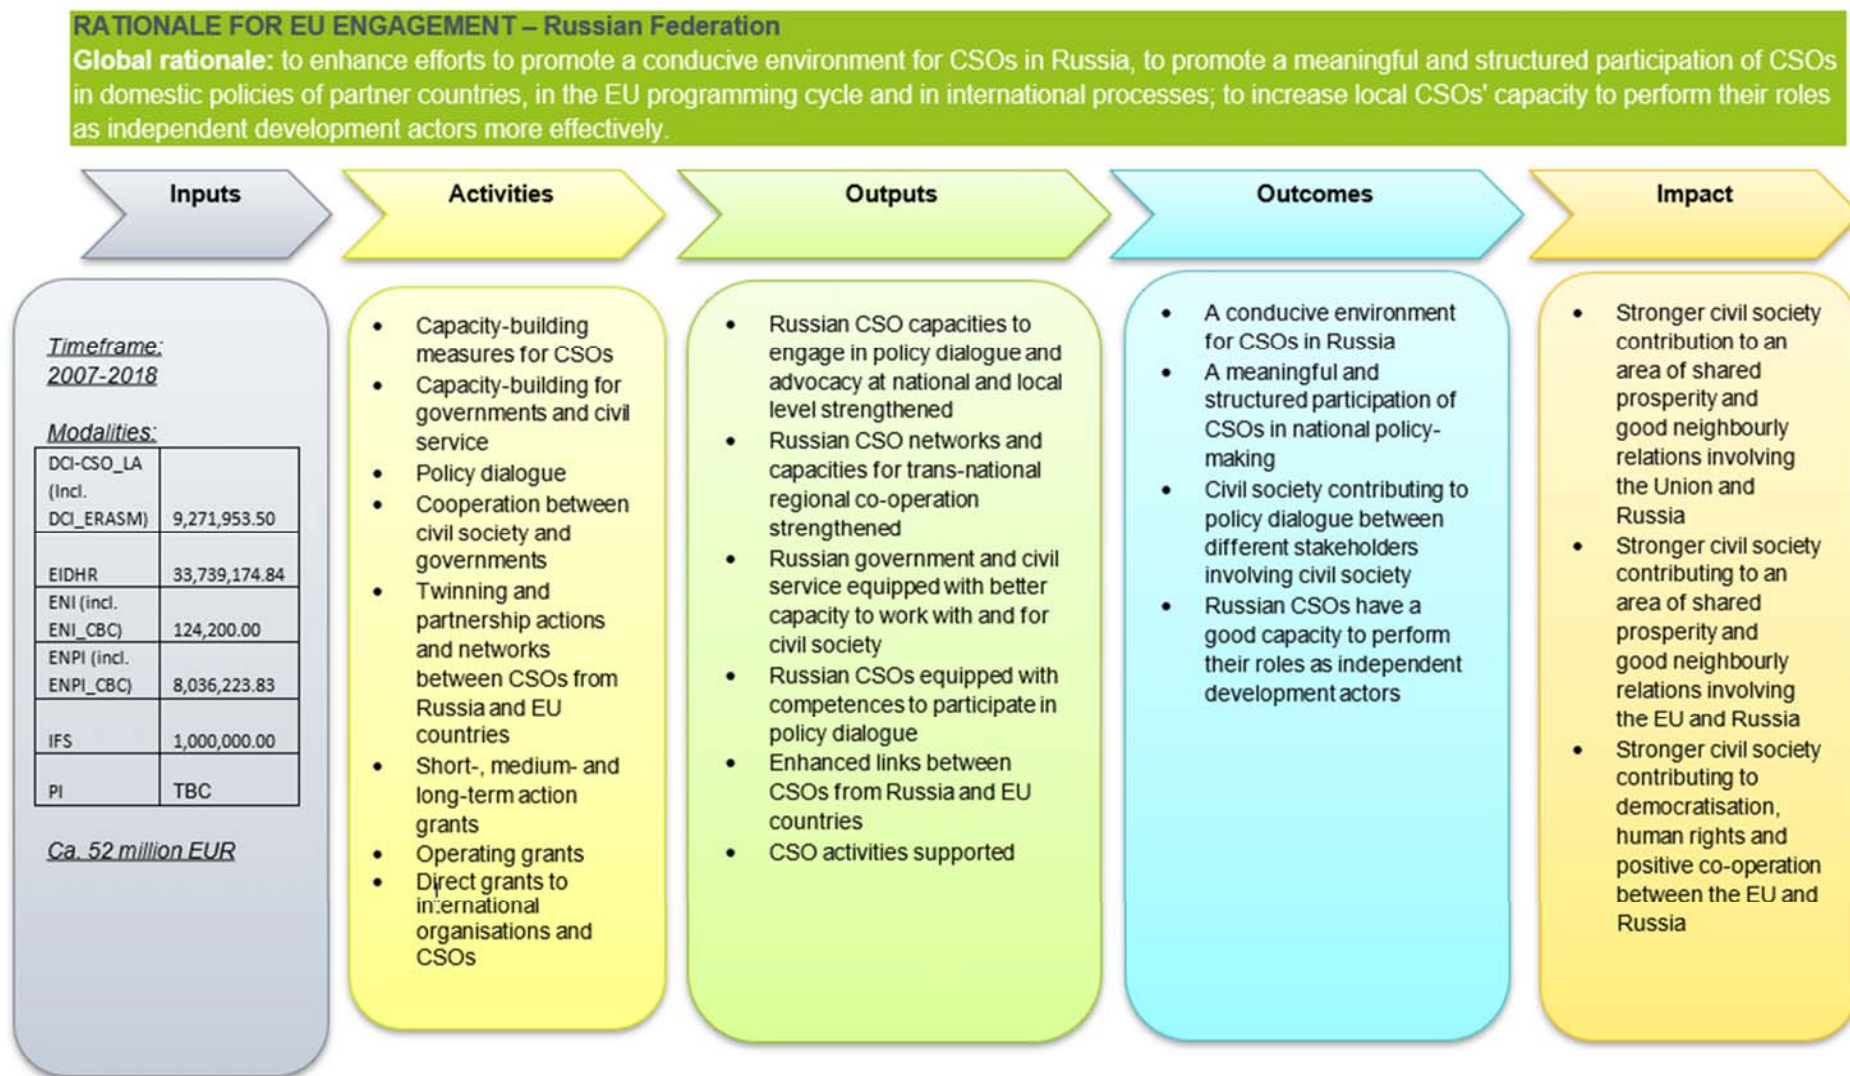 RATIONALE FOR EU ENGAGEMENT – Russian Federation
Global rationale: to enhance efforts to promote a conducive environment for CSOs in Russia, to promote a meaningful and structured participation of CSOs
in domestic policies of partner countries, in the EU programming cycle and in international processes; to increase local CSOs' capacity to perform their roles
as independent development actors more effectively.
Inputs
Timeframe:
2007-2018
Modalities:
DCI-CSO_LA
(Incl.
DCI_ERASM) 9,271,953.50
EIDHR 33,739,174.84
ENI (incl.
ENI_CBC) 124,200.00
ENPI (incl.
ENPI_CBC) 8,036,223.83
IFS 1,000,000.00
PI TBC
Ca. 52 million EUR
Activities
• Capacity-building
measures for CSOs
• Capacity-building for
governments and civil
service
• Policy dialogue
• Cooperation between
civil society and
governments
• Twinning and
partnership actions
and networks
between CSOs from
Russia and EU
countries
• Short-, medium- and
long-term action
grants
• Operating grants
• Direct grants to
international
organisations and
CSOs
Outputs
• Russian CSO capacities to
engage in policy dialogue and
advocacy at national and local
level strengthened
• Russian CSO networks and
capacities for trans-national
regional co-operation
strengthened
• Russian government and civil
service equipped with better
capacity to work with and for
civil society
• Russian CSOs equipped with
competences to participate in
policy dialogue
• Enhanced links between
CSOs from Russia and EU
countries
• CSO activities supported
Outcomes
• A conducive environment
for CSOs in Russia
• A meaningful and
structured participation of
CSOs in national policy-
making
• Civil society contributing to
policy dialogue between
different stakeholders
involving civil society
• Russian CSOs have a
good capacity to perform
their roles as independent
development actors
Impact
• Stronger civil society
contribution to an
area of shared
prosperity and
good neighbourly
relations involving
the Union and
Russia
• Stronger civil society
contributing to an
area of shared
prosperity and
good neighbourly
relations involving
the EU and Russia
• Stronger civil society
contributing to
democratisation,
human rights and
positive co-operation
between the EU and
Russia